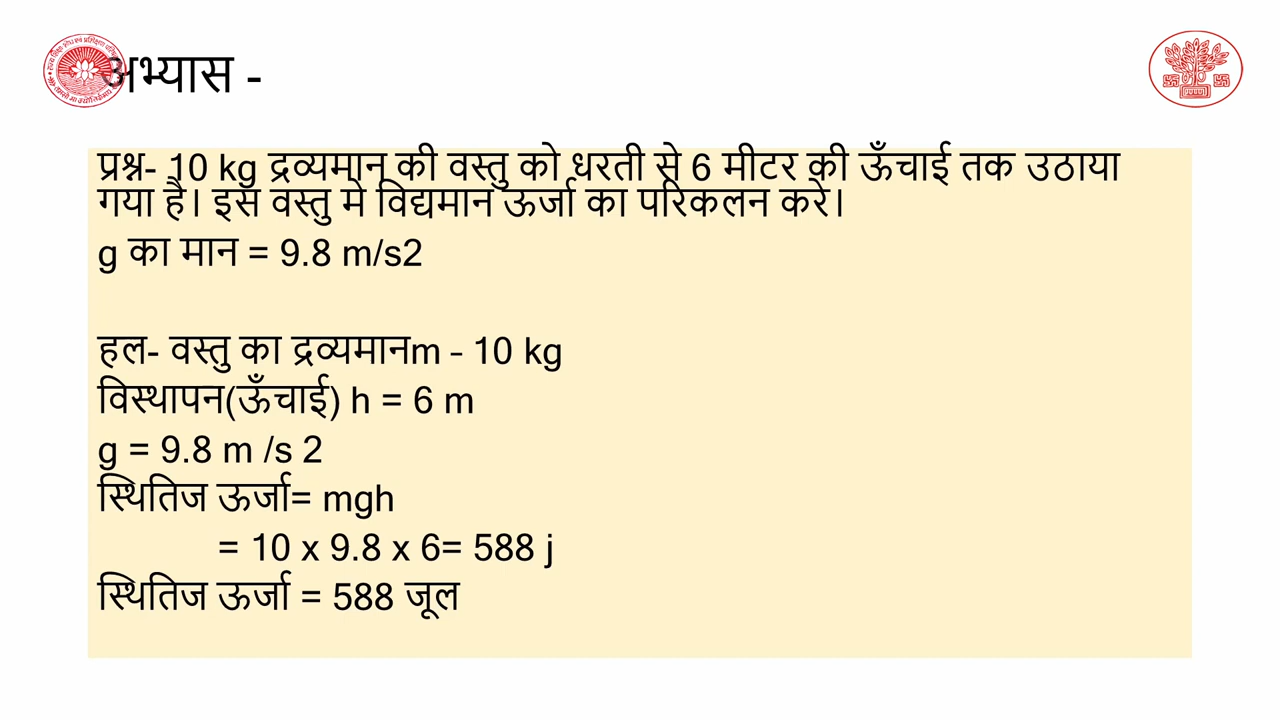 अभ्यास -
प्रश्न- 10 kg द्रव्यमान की वस्तु को धरती से 6 मीटर की ऊँचाई तक उठाया
गया है। इस वस्तु में विद्यमान ऊर्जा का परिकलन करे।
g का मान = 9.8 m/s2
हल- वस्तु का द्रव्यमानm – 10 kg
विस्थापन(ऊँचाई) h = 6 m
g = 9.8 m /s 2
स्थितिज ऊर्जा= mgh
= 10 x 9.8 x 6= 588 j
स्थितिज ऊर्जा = 588 जूल